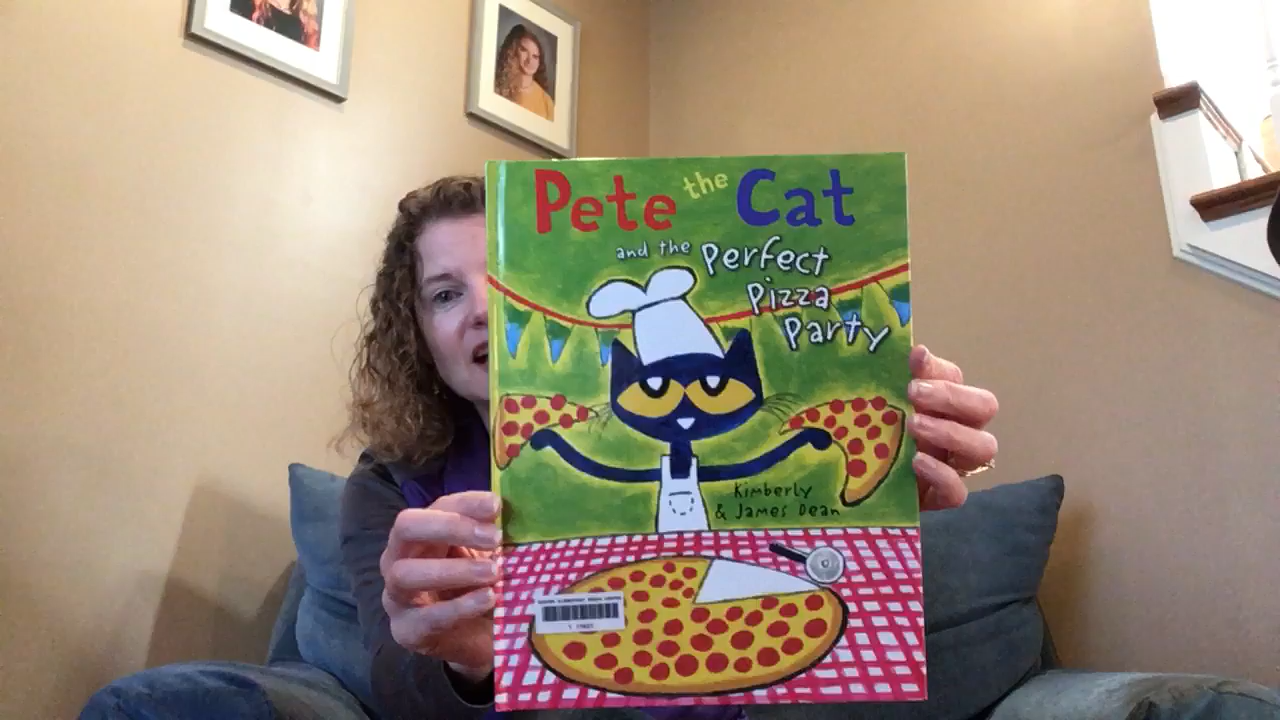 Pete the Cat
and the Perfect
Pizza
Party
Kimberly
& James Dean